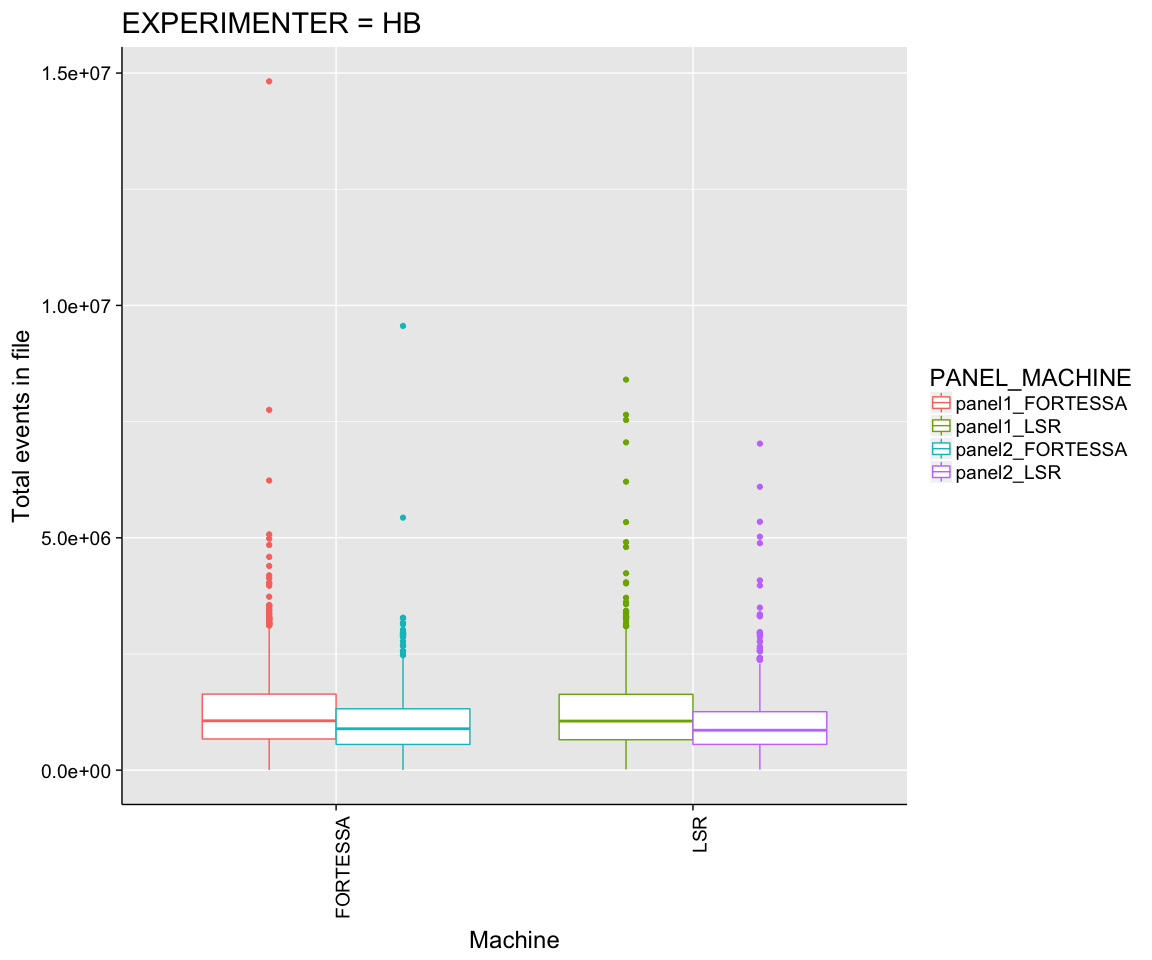 EXPERIMENTER = HB
1.5e+07
1.0e+07
5.0e+06
0.0e+00
Total events in file
FORTESSA
LSR
Machine
PANEL_MACHINE
panel1_FORTESSA
panel1_LSR
panel2_FORTESSA
panel2_LSR